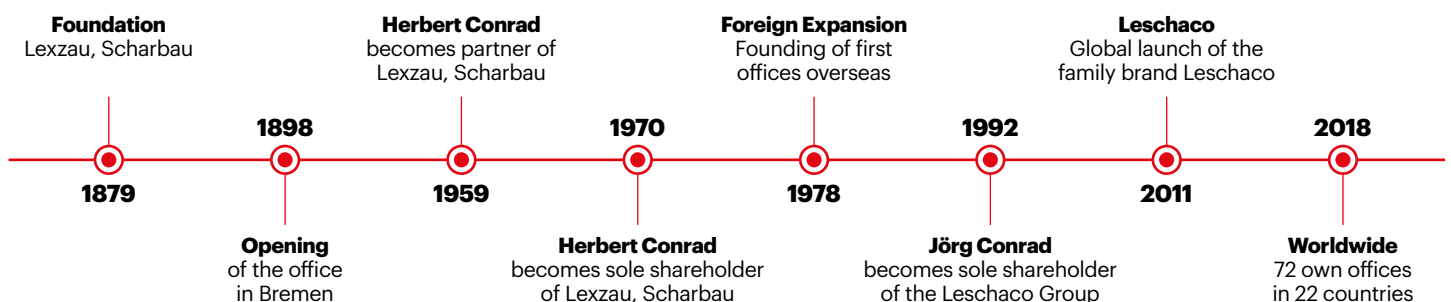 Foundation
Lexzau, Scharbau
1879
1898
Opening
of the office
in Bremen
Herbert Conrad
becomes partner of
Lexzau, Scharbau
1959
1970
Herbert Conrad
becomes sole shareholder
of Lexzau, Scharbau
Foreign Expansion
Founding of first
offices overseas
1978
1992
Jörg Conrad
becomes sole shareholder
of the Leschaco Group
Leschaco
Global launch of the
family brand Leschaco
2011
2018
Worldwide
72 own offices
in 22 countries